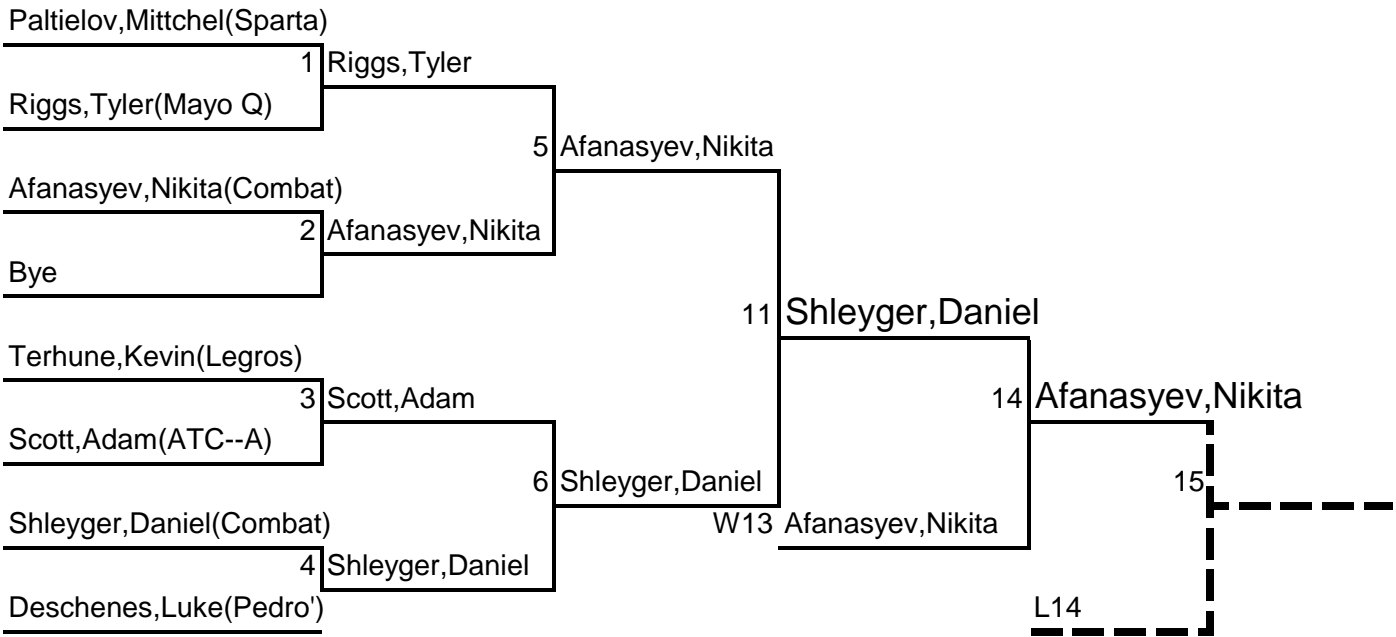 Paltielov,Mittchel(Sparta)
1 Riggs,Tyler
Riggs,Tyler(Mayo Q)
5 Afanasyev,Nikita
Afanasyev,Nikita(Combat)
2 Afanasyev,Nikita
Bye
11 Shleyger,Daniel
Terhune,Kevin(Legros)
3 Scott,Adam
14 Afanasyev,Nikita
Scott,Adam(ATC--A)
6 Shleyger,Daniel
15
Shleyger,Daniel(Combat)
W13 Afanasyev,Nikita
4 Shleyger,Daniel
Deschenes,Luke(Pedro')
L14